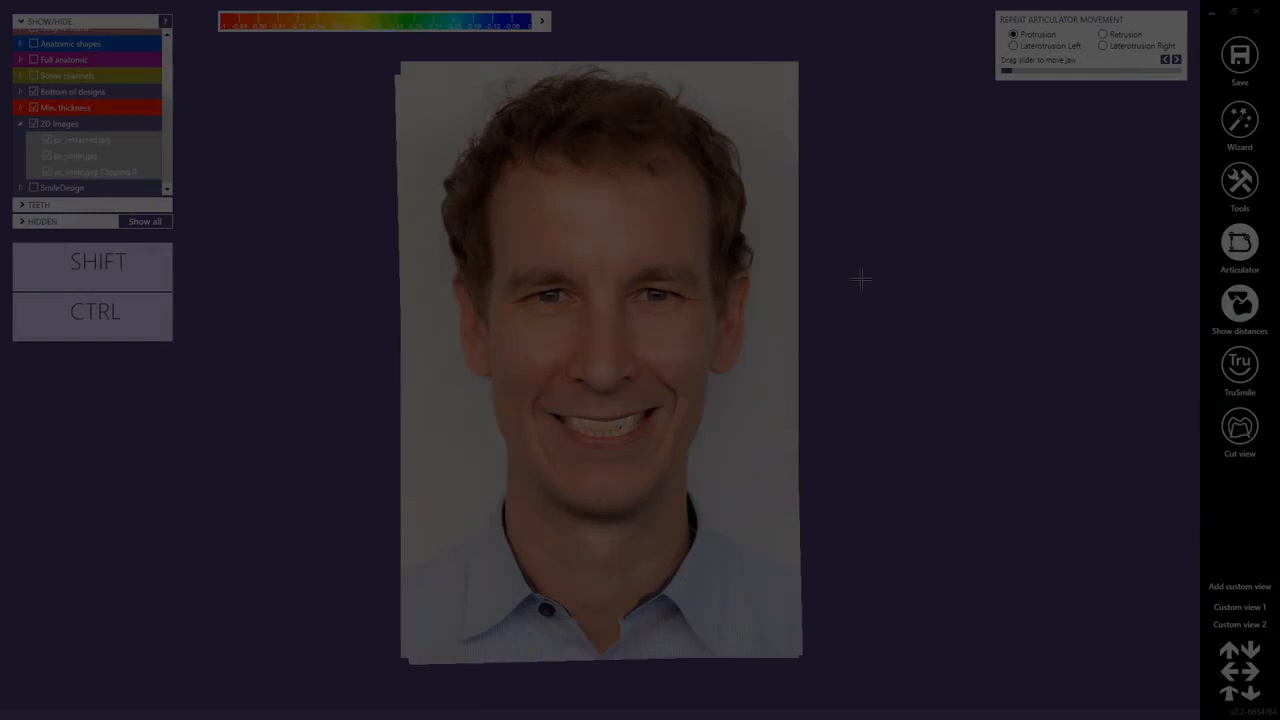 SHOW/HIDE ?
Anatomic shapes
Full anatomic
Screw channels
Bottom of designs
Min. thickness
2D Images
SmileDesign
TEETH
HIDDEN Show all
SHIFT
CTRL
REPEAT ARTICULATOR MOVEMENT
Protrusion Retrusion
Laterotrusion Left Laterotrusion Right
Drag slider to move jaw
Save
Wizard
Tools
Articulator
Show distances
Tru
TruSmile
Cut view
Add custom view
Custom view 1
Custom view 2